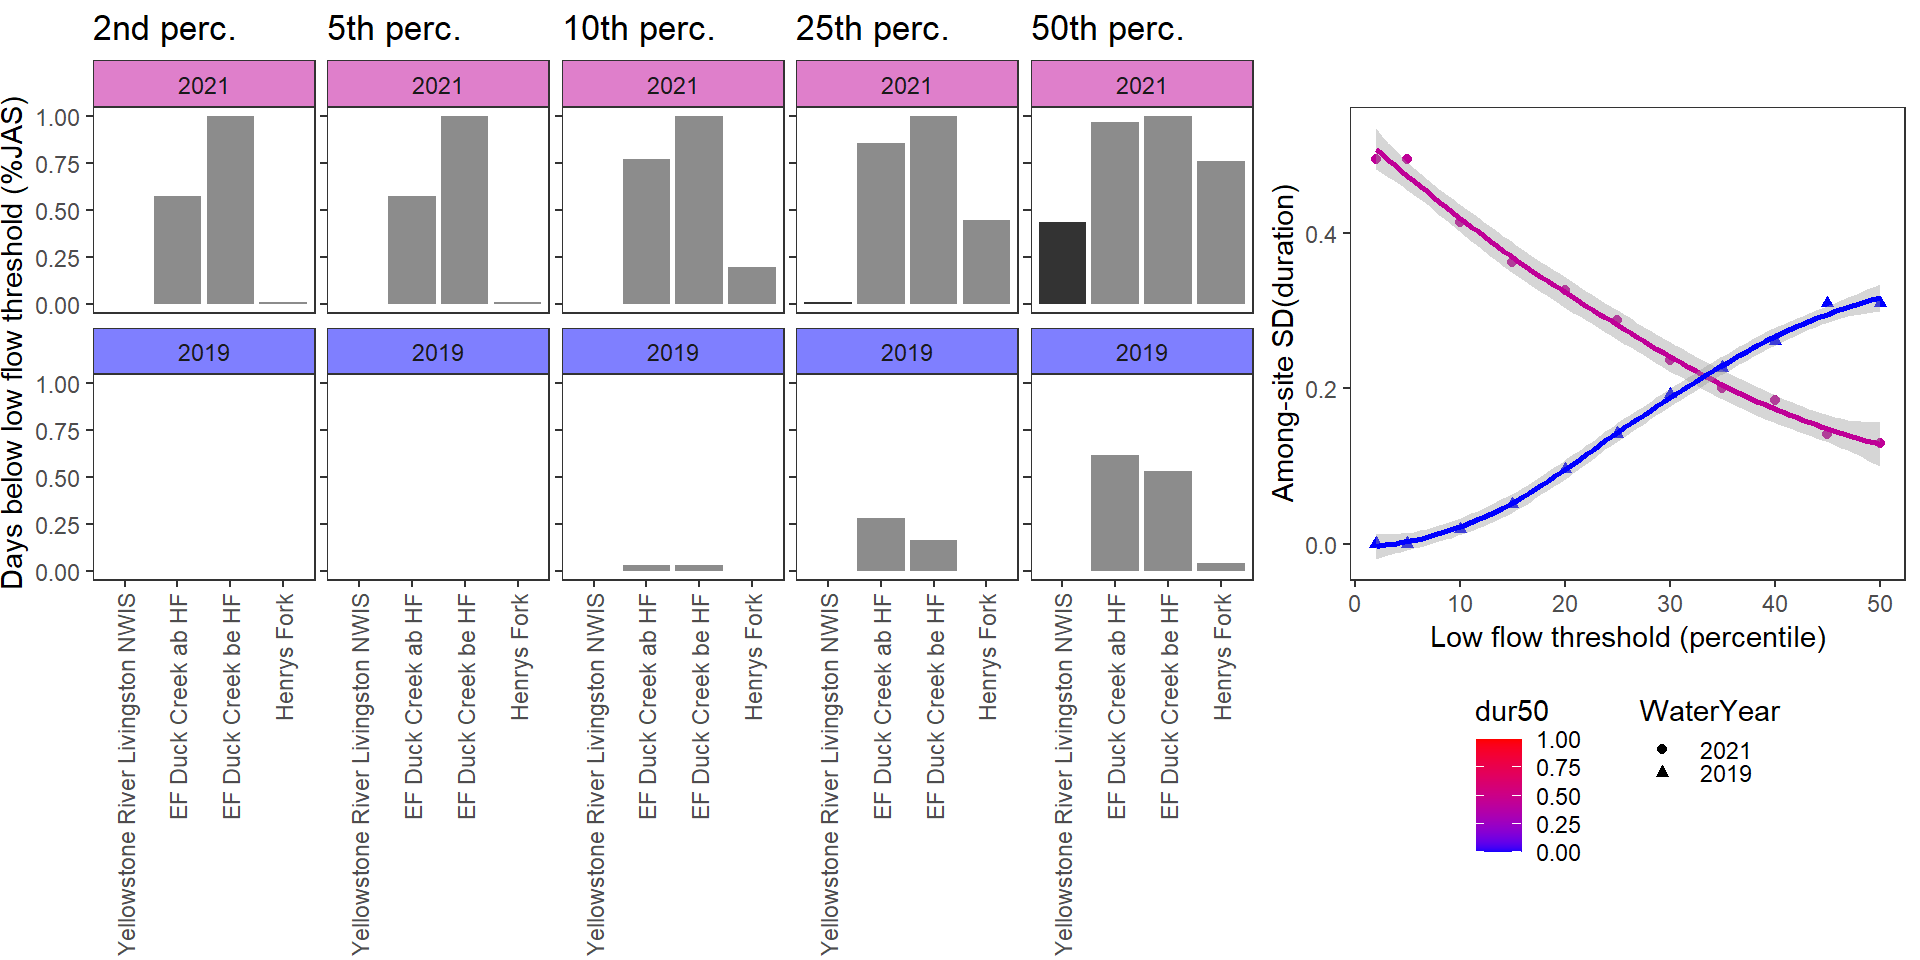 2nd perc. 5th perc. 10th perc. 25th perc. 50th perc.
2021 2021 2021 2021 2021
Days below low flow threshold (%JAS)
1.00
0.75
0.50
0.25
0.00
2019 2019 2019 2019 2019
1.00
0.75
0.50
0.25
0.00
Yellowstone River Livingston NWIS
EF Duck Creek ab HF
EF Duck Creek be HF
Henrys Fork
Yellowstone River Livingston NWIS
EF Duck Creek ab HF
EF Duck Creek be HF
Henrys Fork
Yellowstone River Livingston NWIS
EF Duck Creek ab HF
EF Duck Creek be HF
Henrys Fork
Yellowstone River Livingston NWIS
EF Duck Creek ab HF
EF Duck Creek be HF
Henrys Fork
Yellowstone River Livingston NWIS
EF Duck Creek ab HF
EF Duck Creek be HF
Henrys Fork
Among-site SD(duration)
0.4
0.2
0.0
0 10 20 30 40 50
Low flow threshold (percentile)
dur50
1.00
0.75
0.50
0.25
0.00
WaterYear
2021
2019